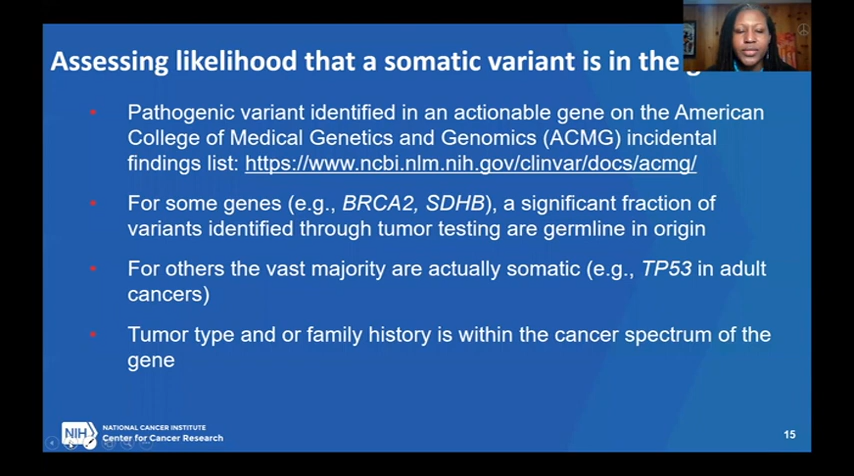 Assessing likelihood that a somatic variant is in the
Pathogenic variant identified in an actionable gene on the American
College of Medical Genetics and Genomics (ACMG) incidental
findings list: https://www.ncbi.nlm.nih.gov/clinvar/docs/acmg/
For some genes (e.g., BRCA2, SDHB), a significant fraction of
variants identified through tumor testing are germline in origin
For others the vast majority are actually somatic (e.g., TP53 in adult
cancers)
Tumor type and or family history is within the cancer spectrum of the
gene
NIH
NATIONAL CANCER INSTITUTE
Center for Cancer Research
15